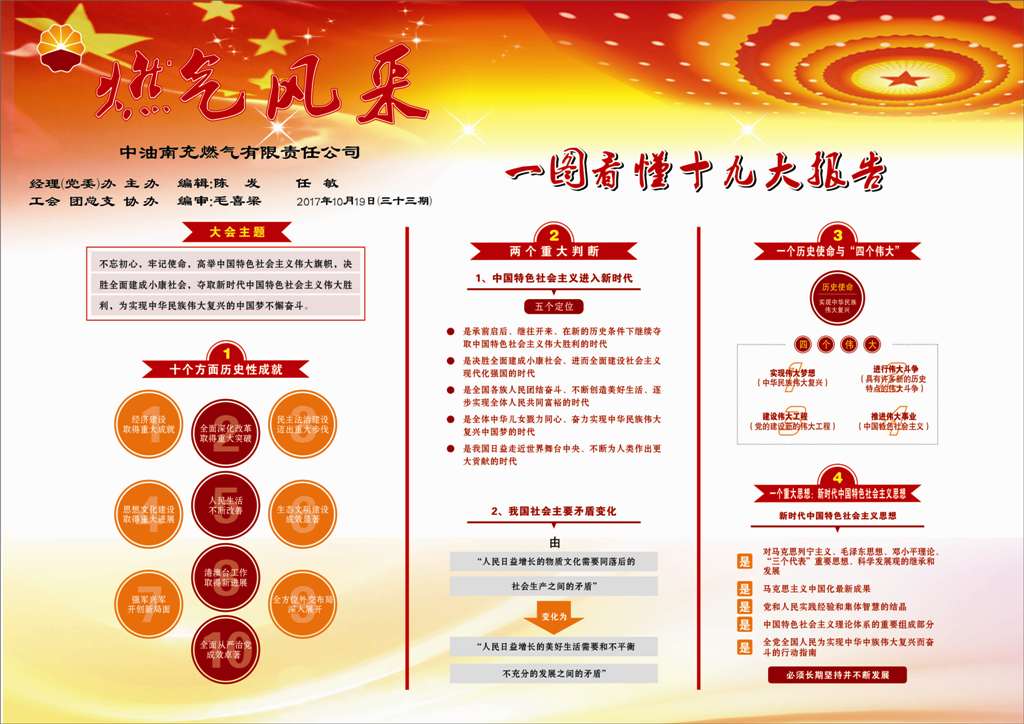 燃气风采
中油南充燃气有限责任公司
经理(党委)办 主 办 编辑:陈 发 任 敏
工会 团总支 协 办 编审:毛喜梁 2017年10月19日(三十三期)
一图看懂十九大报告
大会主题
不忘初心，牢记使命，高举中国特色社会主义伟大旗帜，决
胜全面建成小康社会，夺取新时代中国特色社会主义伟大胜
利，为实现中华民族伟大复兴的中国梦不懈奋斗。
1
十个方面历史性成就
1
经济建设
取得重大成就
2
全面深化改革
取得重大突破
3
民主法治建设
迈出重大步伐
4
思想文化建设
取得重大进展
5
人民生活
不断改善
6
生态文明建设
成效显著
7
强军兴军
开创新局面
8
港澳台工作
取得新进展
9
全方位外交布局
深入展开
10
全面从严治党
成效卓著
2
两个重大判断
1、中国特色社会主义进入新时代
五个定位
是承前启后、继往开来、在新的历史条件下继续夺
取中国特色社会主义伟大胜利的时代
是决胜全面建成小康社会、进而全面建设社会主义
现代化强国的时代
是全国各族人民团结奋斗、不断创造美好生活、逐
步实现全体人民共同富裕的时代
是全体中华儿女戮力同心、奋力实现中华民族伟大
复兴中国梦的时代
是我国日益走近世界舞台中央、不断为人类作出更
大贡献的时代
2、我国社会主要矛盾变化
由
“人民日益增长的物质文化需要同落后的
社会生产之间的矛盾”
变化为
“人民日益增长的美好生活需要和不平衡
不充分的发展之间的矛盾”
3
一个历史使命与“四个伟大”
历史使命
实现中华民族
伟大复兴
四个伟大
实现伟大梦想
（中华民族伟大复兴）
进行伟大斗争
（具有许多新的历史
特点的伟大斗争）
建设伟大工程
（党的建设新的伟大工程）
推进伟大事业
（中国特色社会主义）
4
一个重大思想：新时代中国特色社会主义思想
新时代中国特色社会主义思想
是 对马克思列宁主义、毛泽东思想、邓小平理论、
“三个代表”重要思想、科学发展观的继承和
发展
是 马克思主义中国化最新成果
是 党和人民实践经验和集体智慧的结晶
是 中国特色社会主义理论体系的重要组成部分
是 全党全国人民为实现中华中族伟大复兴而奋
斗的行动指南
必须长期坚持并不断发展